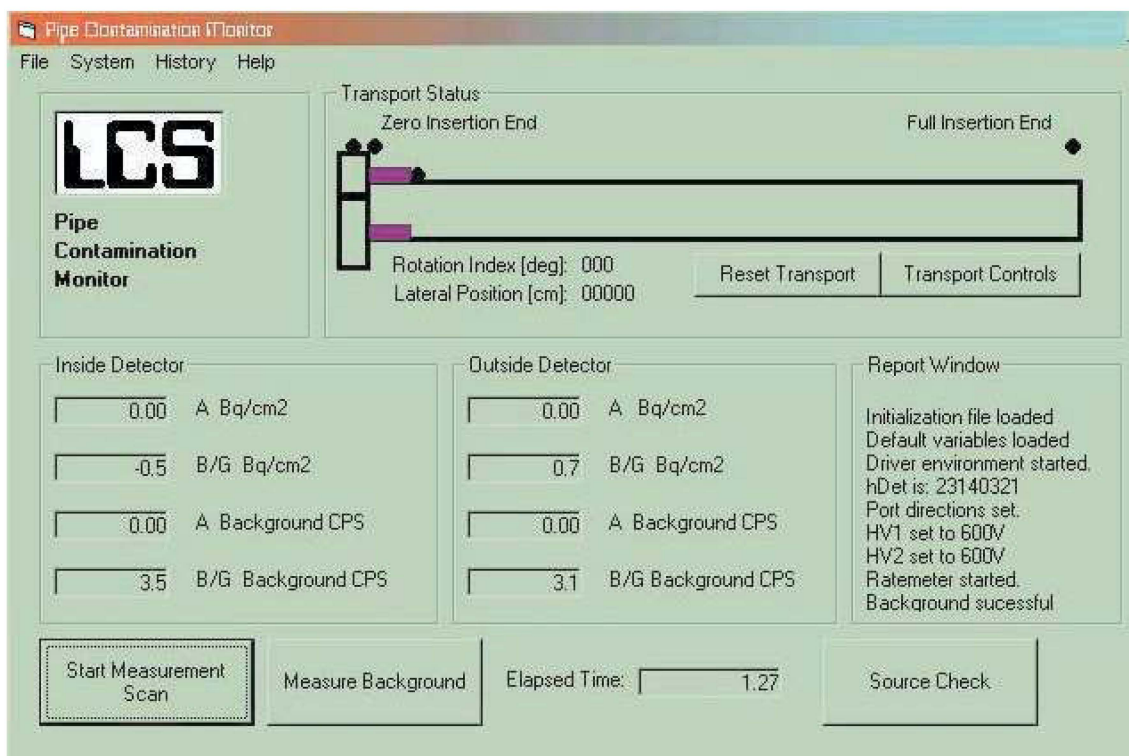 Pipe Contamination Monitor
File System History Help
LCS
Pipe
Contamination
Monitor
Transport Status
Zero Insertion End
Full Insertion End
Rotation Index [deg]: 000
Lateral Position [cm]: 00000
Reset Transport
Transport Controls
Inside Detector
0.00 A Bq/cm2
-0.5 B/G Bq/cm2
0.00 A Background CPS
3.5 B/G Background CPS
Outside Detector
0.00 A Bq/cm2
0.7 B/G Bq/cm2
0.00 A Background CPS
3.1 B/G Background CPS
Report Window
Initialization file loaded
Default variables loaded
Driver environment started.
hDet is: 23140321
Port directions set.
HV1 set to 600V
HV2 set to 600V
Ratemeter started.
Background sucessful
Start Measurement
Scan
Measure Background
Elapsed Time: 1.27
Source Check